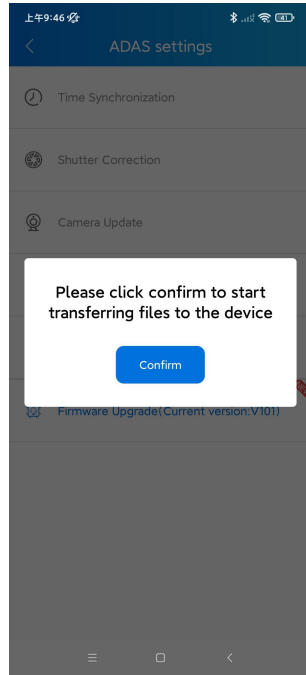 上午9:46
41
ADAS settings
Time Synchronization
Shutter Correction
Camera Update
Please click confirm to start
transferring files to the device
Confirm
Firmware Upgrade(Current version:V101)